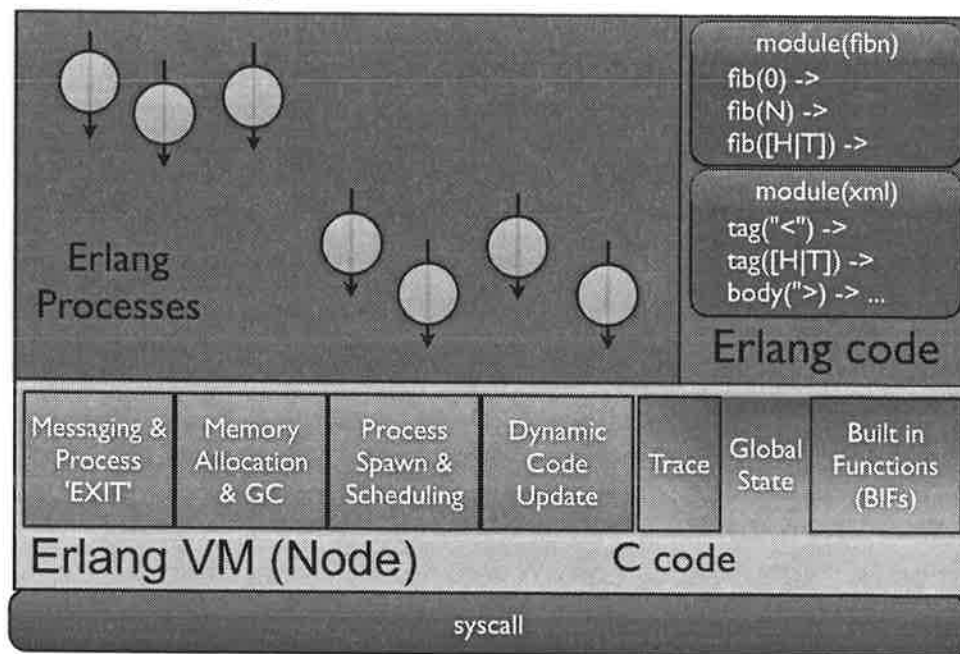 module(fibn)
fib(0) ->
fib(N) ->
fib([H|T]) ->
module(xml)
tag("<") ->
tag([H|T]) ->
body(">) -> ...
Erlang
Processes
Erlang code
Messaging &
Process
'EXIT'
Memory
Allocation
& GC
Process
Spawn &
Scheduling
Dynamic
Code
Update
Trace
Global
State
Built in
Functions
(BIFs)
Erlang VM (Node)
C code
syscall